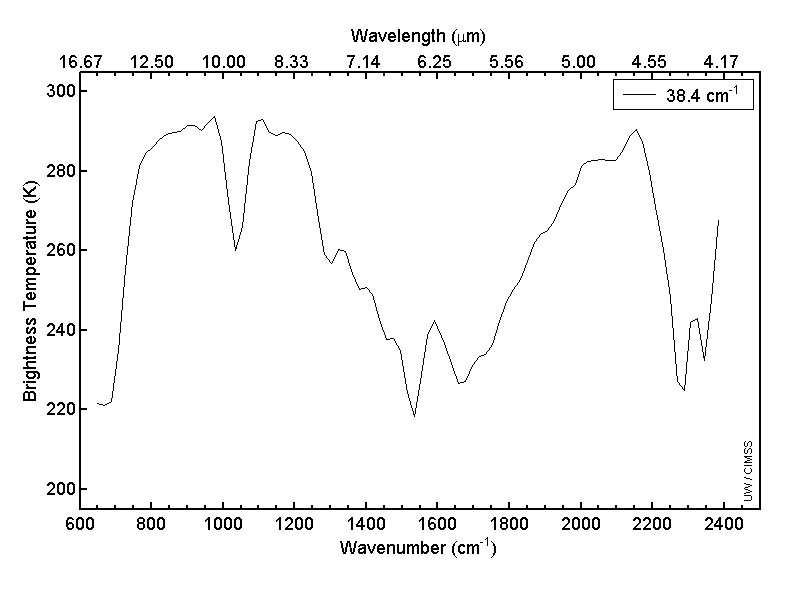 Wavelength (μm)
16.67 12.50 10.00 8.33 7.14 6.25 5.56 5.00 4.55 4.17
38.4 cm⁻¹
300
280
260
240
220
200
Brightness Temperature (K)
UW / CIMSS
600 800 1000 1200 1400 1600 1800 2000 2200 2400
Wavenumber (cm⁻¹)